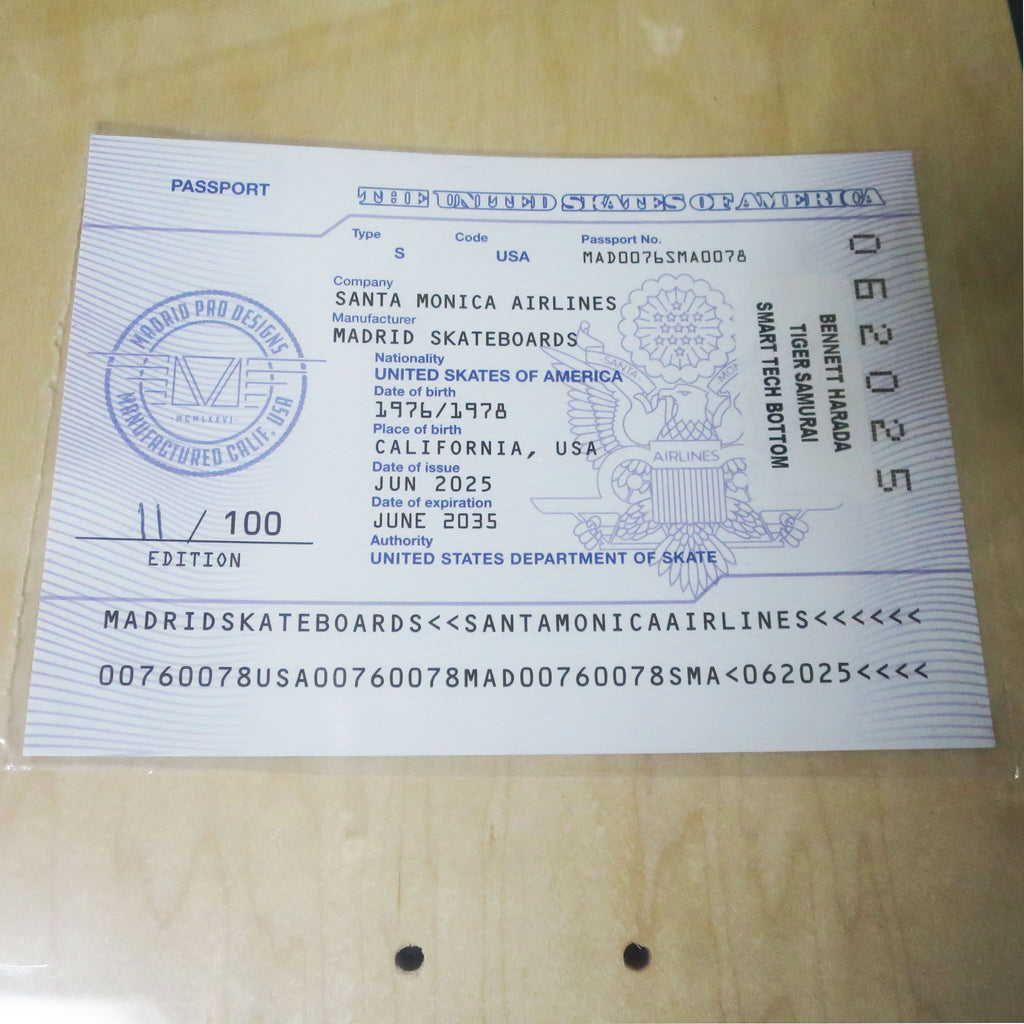 PASSPORT
THE UNITED SKATES OF AMERICA
Type
Code
Passport No.
S
USA
MAD0076SMA0078
Company
SANTA MONICA AIRLINES
Manufacturer
MADRID SKATEBOARDS
Nationality
UNITED SKATES OF AMERICA
Date of birth
1976/1978
Place of birth
CALIFORNIA, USA
Date of issue
JUN 2025
Date of expiration
JUNE 2035
Authority
UNITED STATES DEPARTMENT OF SKATE
MADRID PRO DESIGNS
MCMLXXVI
MANUFACTURED CALIF. USA
11 / 100
EDITION
SANTA
AIRLINES
BENNETT HARADA
TIGER SAMURAI
SMART TECH BOTTOM
062025
MADRIDSKATEBOARDS<<SANTAMONICAAIRLINES<<<<<<
00760078USA00760078MAD00760078SMA<062025<<<<